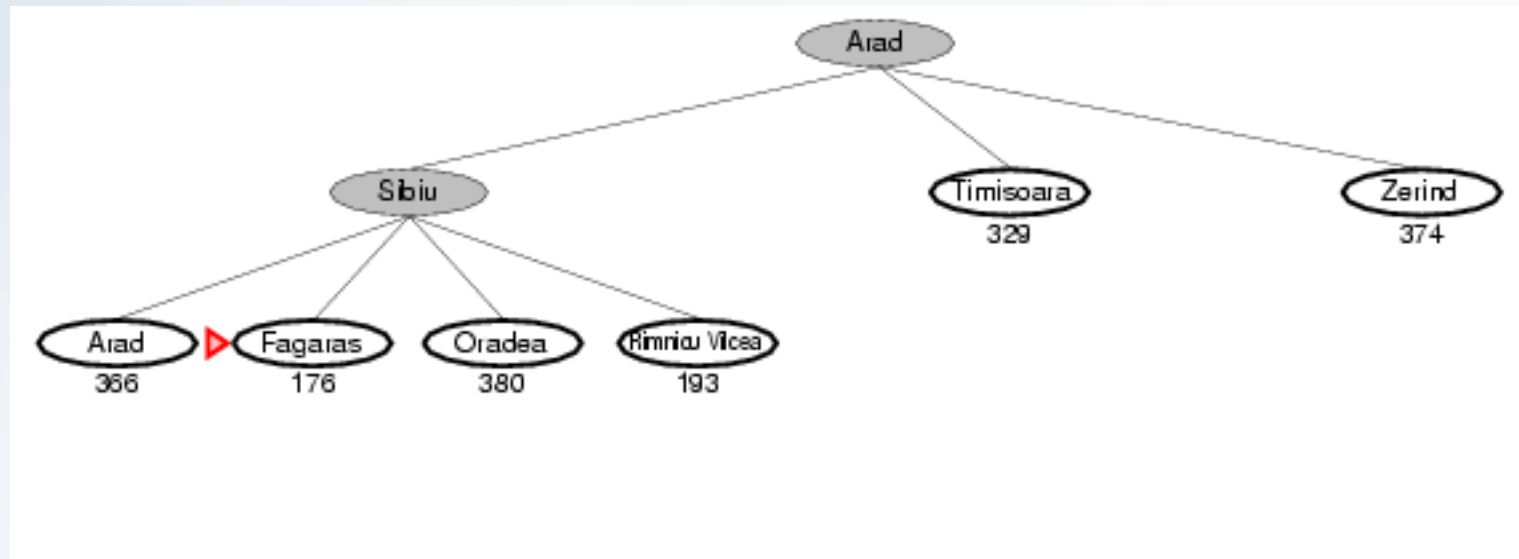 Arad
Sibiu
Timisoara
Zerind
329
374
Arad
Fagaras
Oradea
Rimnicu Vilcea
366
176
380
193